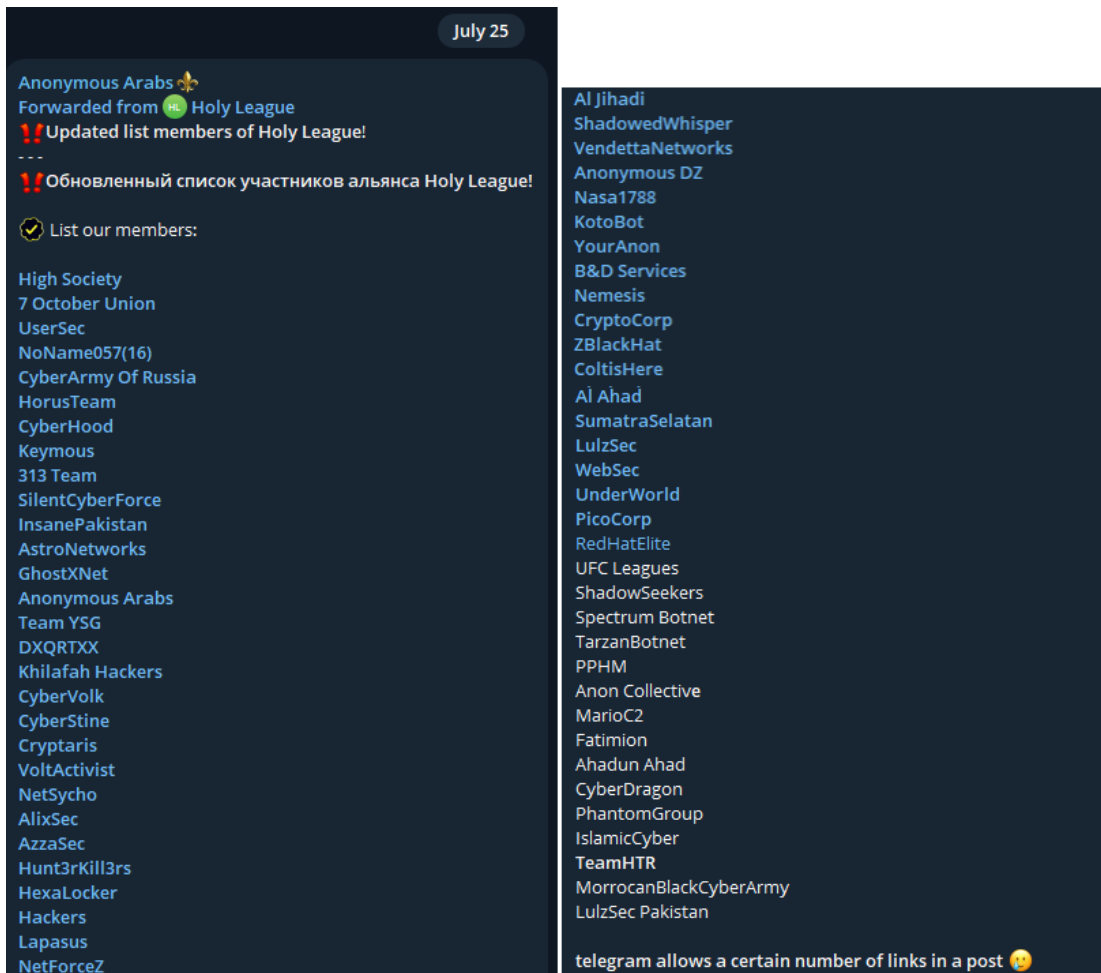 July 25
Anonymous Arabs
Forwarded from HL Holy League
Updated list members of Holy League!
- - -
Обновленный список участников альянса Holy League!
List our members:
High Society
7 October Union
UserSec
NoName057(16)
CyberArmy Of Russia
HorusTeam
CyberHood
Keymous
313 Team
SilentCyberForce
InsanePakistan
AstroNetworks
GhostXNet
Anonymous Arabs
Team YSG
DXQRTXX
Khilafah Hackers
CyberVolk
CyberStine
Cryptaris
VoltActivist
NetSycho
AlixSec
AzzaSec
Hunt3rKill3rs
HexaLocker
Hackers
Lapasus
NetForceZ
Al Jihadi
ShadowedWhisper
VendettaNetworks
Anonymous DZ
Nasa1788
KotoBot
YourAnon
B&D Services
Nemesis
CryptoCorp
ZBlackHat
ColtisHere
Al Ahad
SumatraSelatan
LulzSec
WebSec
UnderWorld
PicoCorp
RedHatElite
UFC Leagues
ShadowSeekers
Spectrum Botnet
TarzanBotnet
PPHM
Anon Collective
MarioC2
Fatimion
Ahadun Ahad
CyberDragon
PhantomGroup
IslamicCyber
TeamHTR
MorrocanBlackCyberArmy
LulzSec Pakistan
telegram allows a certain number of links in a post